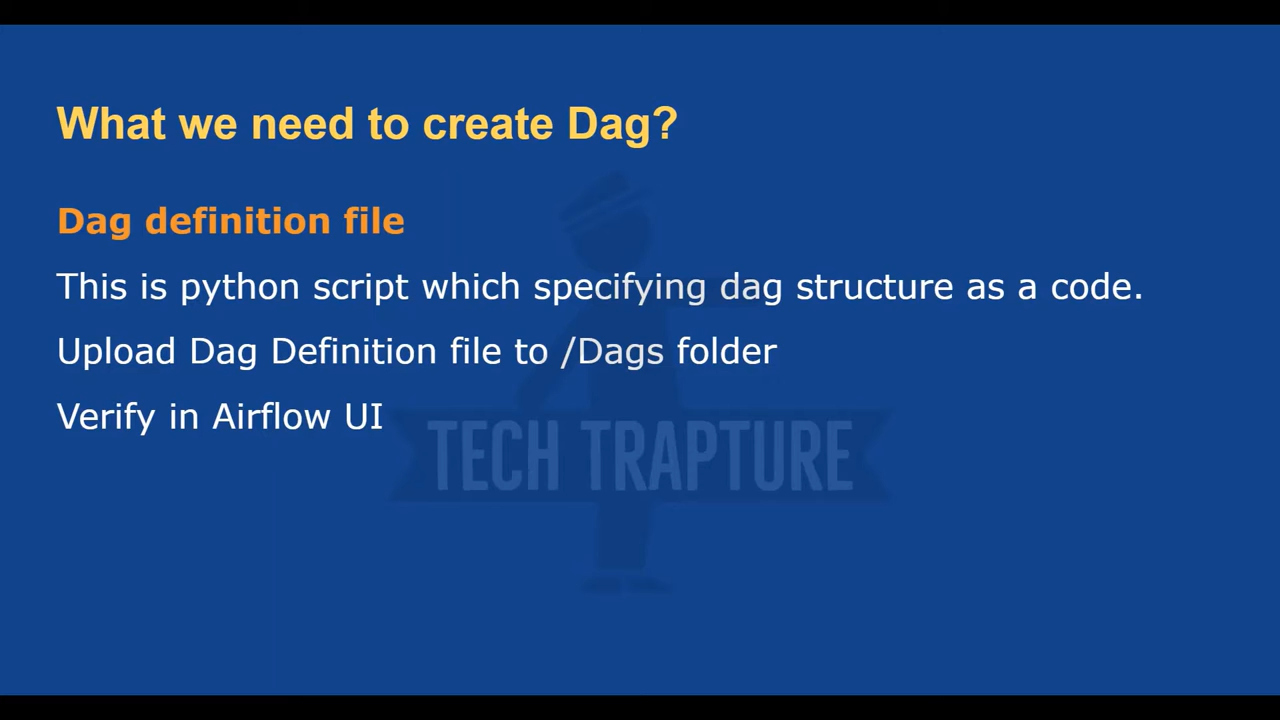 What we need to create Dag?
Dag definition file
This is python script which specifying dag structure as a code.
Upload Dag Definition file to /Dags folder
Verify in Airflow UI
TECH TRAPTURE